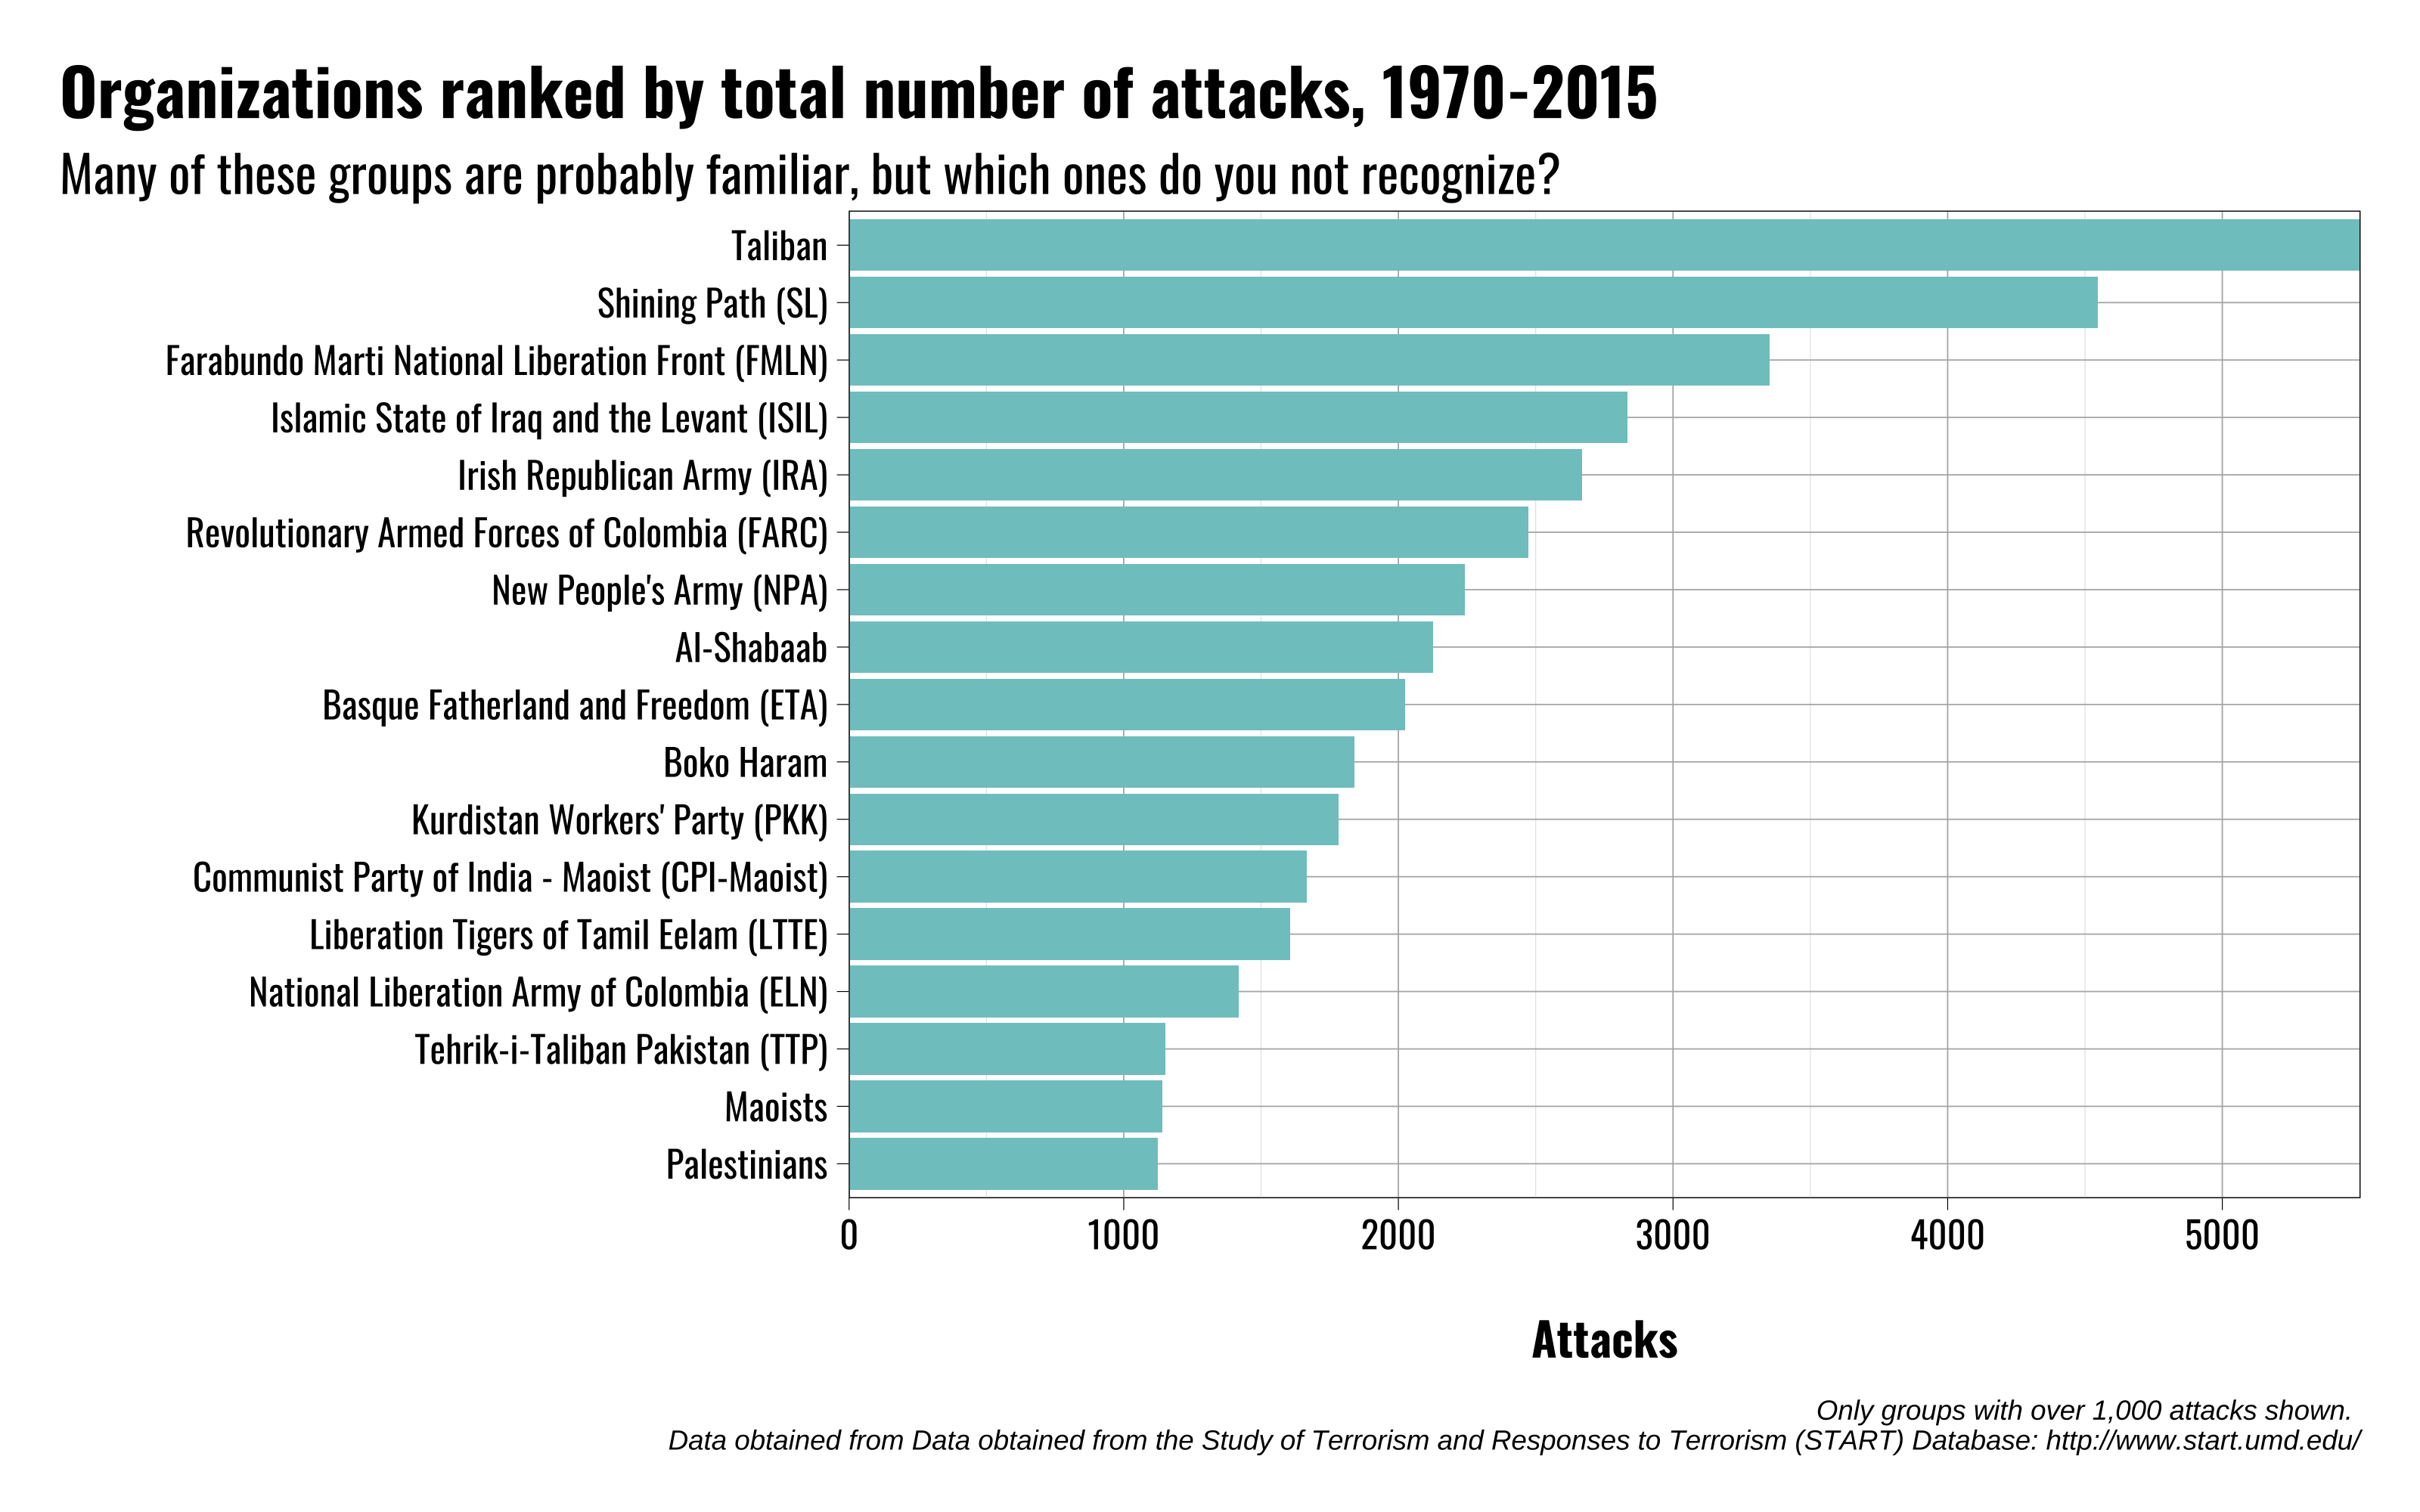 Organizations ranked by total number of attacks, 1970-2015
Many of these groups are probably familiar, but which ones do you not recognize?
Taliban
Shining Path (SL)
Farabundo Marti National Liberation Front (FMLN)
Islamic State of Iraq and the Levant (ISIL)
Irish Republican Army (IRA)
Revolutionary Armed Forces of Colombia (FARC)
New People's Army (NPA)
Al-Shabaab
Basque Fatherland and Freedom (ETA)
Boko Haram
Kurdistan Workers' Party (PKK)
Communist Party of India - Maoist (CPI-Maoist)
Liberation Tigers of Tamil Eelam (LTTE)
National Liberation Army of Colombia (ELN)
Tehrik-i-Taliban Pakistan (TTP)
Maoists
Palestinians
0 1000 2000 3000 4000 5000
Attacks
Only groups with over 1,000 attacks shown.
Data obtained from Data obtained from the Study of Terrorism and Responses to Terrorism (START) Database: http://www.start.umd.edu/